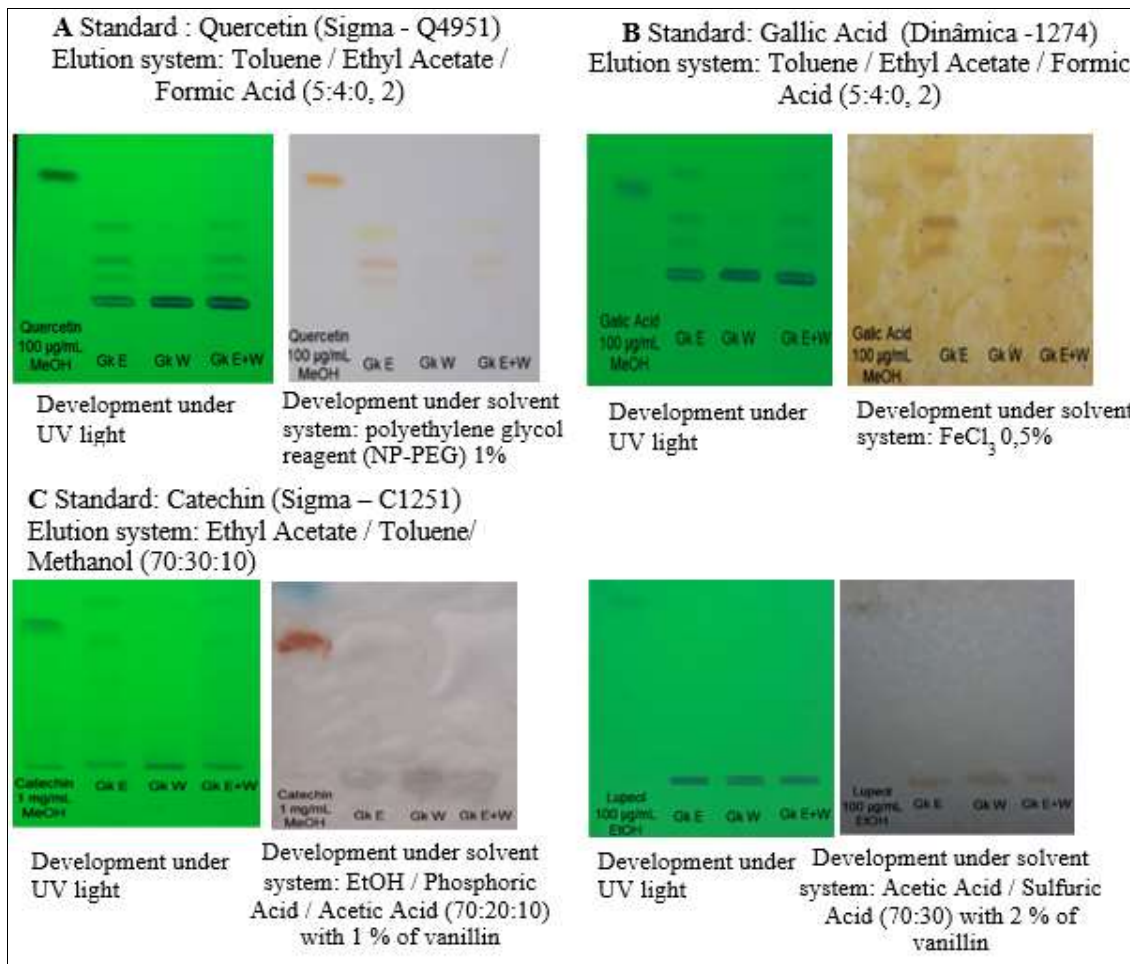 A Standard : Quercetin (Sigma - Q4951)
Elution system: Toluene / Ethyl Acetate /
Formic Acid (5:4:0, 2)
Quercetin
100 µg/mL
MeOH
Gk E
Gk W
Gk E+W
Development under
UV light
Quercetin
100 µg/mL
MeOH
Gk E
Gk W
Gk E+W
Development under solvent
system: polyethylene glycol
reagent (NP-PEG) 1%
B Standard: Gallic Acid (Dinâmica -1274)
Elution system: Toluene / Ethyl Acetate / Formic
Acid (5:4:0, 2)
Galic Acid
100 µg/mL
MeOH
Gk E
Gk W
Gk E+W
Development under
UV light
Galic Acid
100 µg/mL
MeOH
Gk E
Gk W
Gk E+W
Development under solvent
system: FeCl3 0,5%
C Standard: Catechin (Sigma – C1251)
Elution system: Ethyl Acetate / Toluene/
Methanol (70:30:10)
Catechin
1 mg/mL
MeOH
Gk E
Gk W
Gk E+W
Development under
UV light
Catechin
1 mg/mL
MeOH
Gk E
Gk W
Gk E+W
Development under solvent
system: EtOH / Phosphoric
Acid / Acetic Acid (70:20:10)
with 1 % of vanillin
Lupeol
100 µg/mL
EtOH
Gk E
Gk W
Gk E+W
Development under
UV light
Lupeol
100 µg/mL
EtOH
Gk E
Gk W
Gk E+W
Development under solvent
system: Acetic Acid / Sulfuric
Acid (70:30) with 2 % of
vanillin